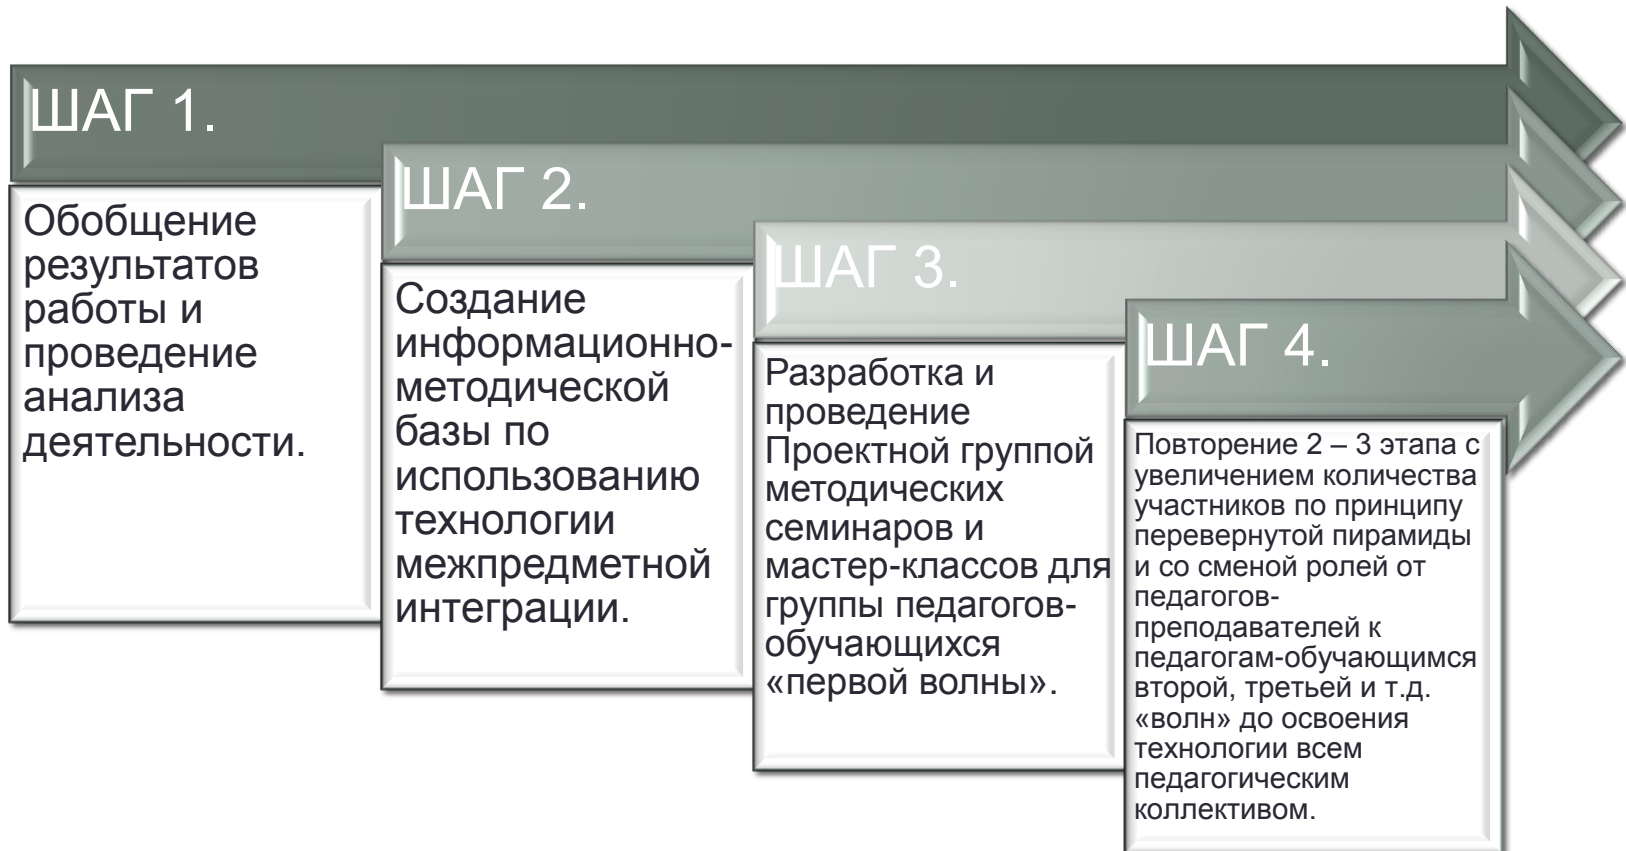 ШАГ 1.
Обобщение
результатов
работы и
проведение
анализа
деятельности.
ШАГ 2.
Создание
информационно-
методической
базы по
использованию
технологии
межпредметной
интеграции.
ШАГ 3.
Разработка и
проведение
Проектной группой
методических
семинаров и
мастер-классов для
группы педагогов-
обучающихся
«первой волны».
ШАГ 4.
Повторение 2 – 3 этапа с
увеличением количества
участников по принципу
перевернутой пирамиды
и со сменой ролей от
педагогов-
преподавателей к
педагогам-обучающимся
второй, третьей и т.д.
«волн» до освоения
технологии всем
педагогическим
коллективом.